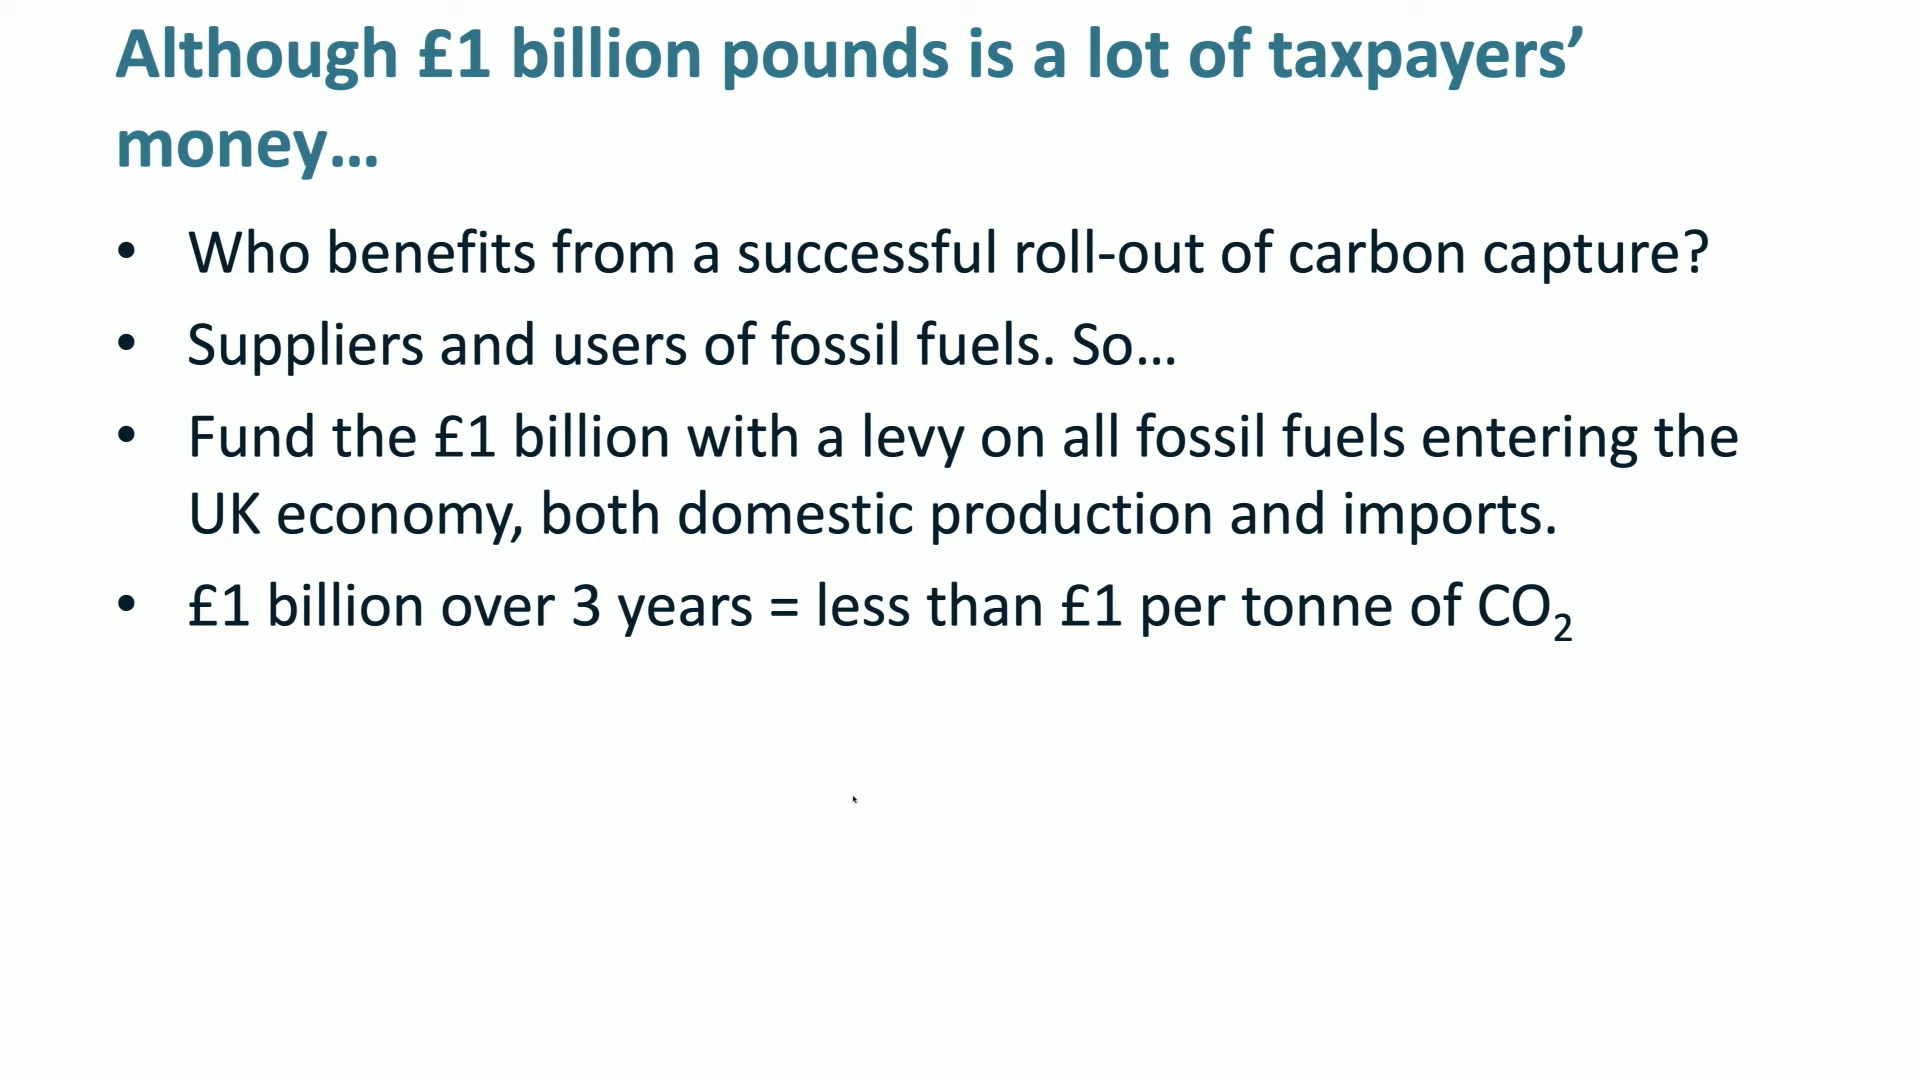 Although £1 billion pounds is a lot of taxpayers’
money…
• Who benefits from a successful roll-out of carbon capture?
• Suppliers and users of fossil fuels. So…
• Fund the £1 billion with a levy on all fossil fuels entering the
UK economy, both domestic production and imports.
• £1 billion over 3 years = less than £1 per tonne of CO₂